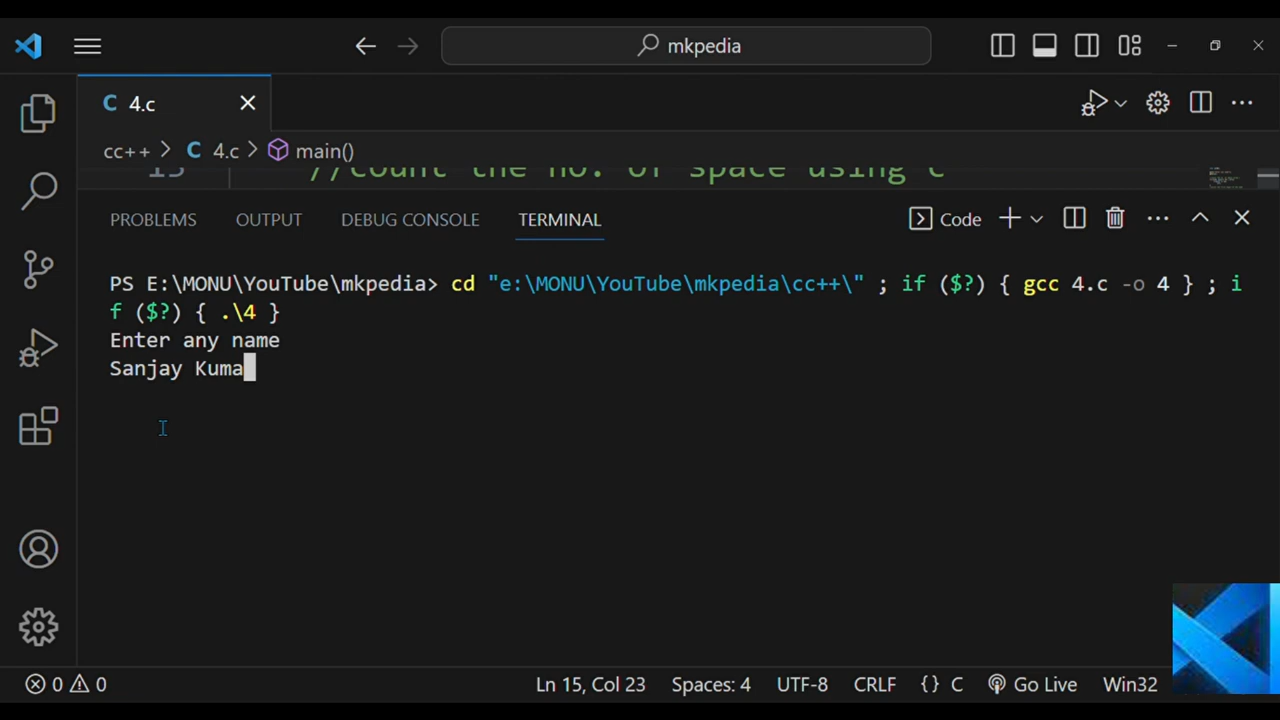 mkpedia
C 4.c
cc++ > C 4.c > main()
15 //count the no. of space using c
PROBLEMS OUTPUT DEBUG CONSOLE TERMINAL Code
PS E:\MONU\YouTube\mkpedia> cd "e:\MONU\YouTube\mkpedia\cc++\" ; if ($?) { gcc 4.c -o 4 } ; i
f ($?) { .\4 }
Enter any name
Sanjay Kuma
0 0 Ln 15, Col 23 Spaces: 4 UTF-8 CRLF {} C Go Live Win32